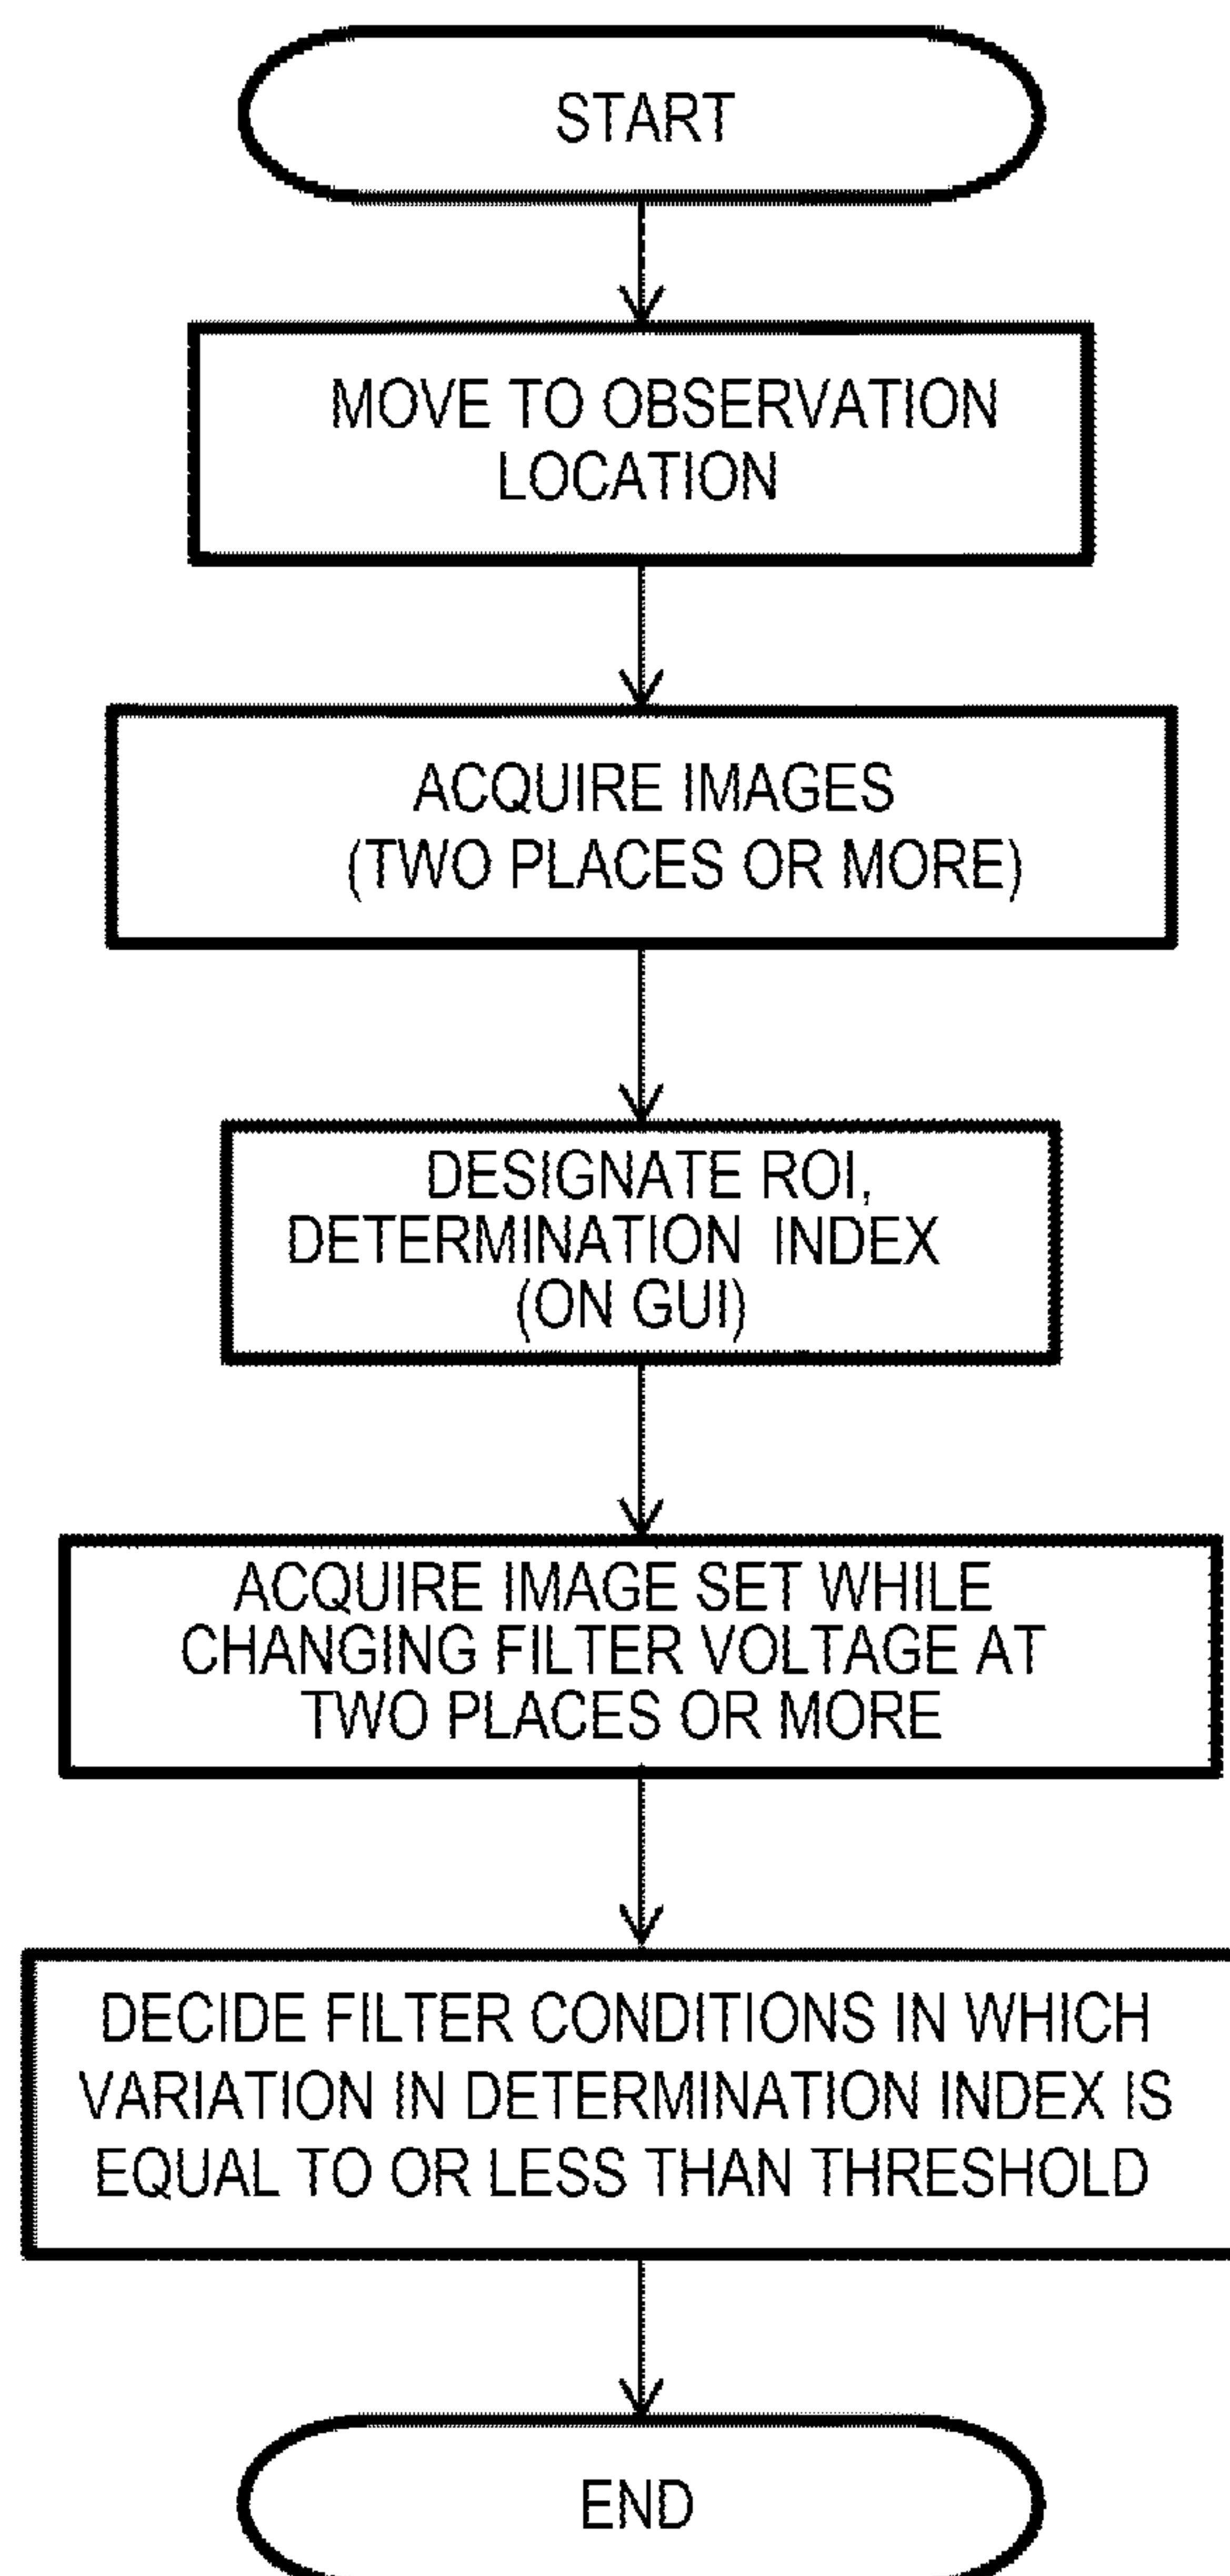 START
MOVE TO OBSERVATION
LOCATION
ACQUIRE IMAGES
(TWO PLACES OR MORE)
DESIGNATE ROI,
DETERMINATION INDEX
(ON GUI)
ACQUIRE IMAGE SET WHILE
CHANGING FILTER VOLTAGE AT
TWO PLACES OR MORE
DECIDE FILTER CONDITIONS IN WHICH
VARIATION IN DETERMINATION INDEX IS
EQUAL TO OR LESS THAN THRESHOLD
END